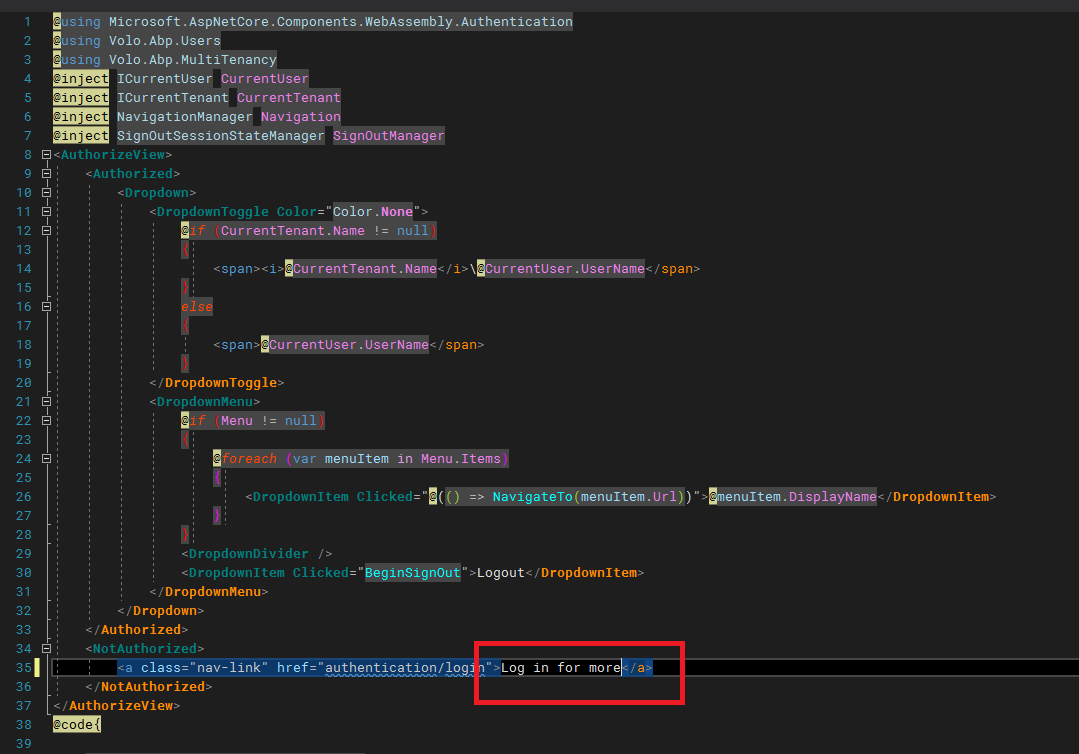 1 @using Microsoft.AspNetCore.Components.WebAssembly.Authentication
2 @using Volo.Abp.Users
3 @using Volo.Abp.MultiTenancy
4 @inject ICurrentUser CurrentUser
5 @inject ICurrentTenant CurrentTenant
6 @inject NavigationManager Navigation
7 @inject SignOutSessionStateManager SignOutManager
8 <AuthorizeView>
9 <Authorized>
10 <Dropdown>
11 <DropdownToggle Color="Color.None">
12 @if (CurrentTenant.Name != null)
13 {
14 <span><i>@CurrentTenant.Name</i>\@CurrentUser.UserName</span>
15 }
16 else
17 {
18 <span>@CurrentUser.UserName</span>
19 }
20 </DropdownToggle>
21 <DropdownMenu>
22 @if (Menu != null)
23 {
24 @foreach (var menuItem in Menu.Items)
25 {
26 <DropdownItem Clicked="@(() => NavigateTo(menuItem.Url))">@menuItem.DisplayName</DropdownItem>
27 }
28 }
29 <DropdownDivider />
30 <DropdownItem Clicked="BeginSignOut">Logout</DropdownItem>
31 </DropdownMenu>
32 </Dropdown>
33 </Authorized>
34 <NotAuthorized>
35 <a class="nav-link" href="authentication/login">Log in for more</a>
36 </NotAuthorized>
37 </AuthorizeView>
38 @code{
39